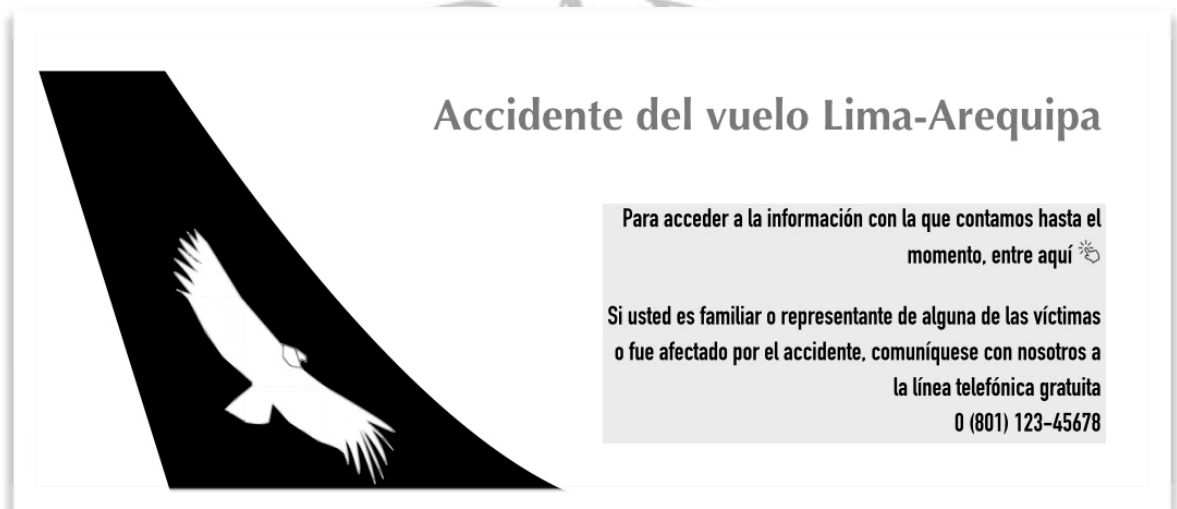 Accidente del vuelo Lima-Arequipa
Para acceder a la información con la que contamos hasta el
momento, entre aquí
Si usted es familiar o representante de alguna de las víctimas
o fue afectado por el accidente, comuníquese con nosotros a
la línea telefónica gratuita
0 (801) 123-45678